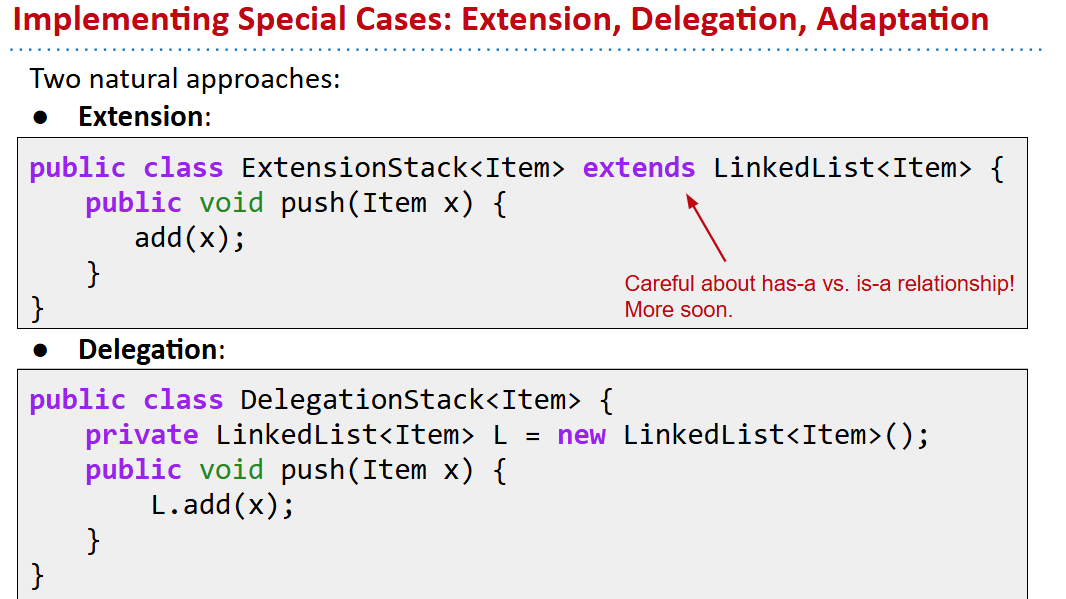 Implementing Special Cases: Extension, Delegation, Adaptation
Two natural approaches:
● Extension:
public class ExtensionStack<Item> extends LinkedList<Item> {
public void push(Item x) {
add(x);
}
Careful about has-a vs. is-a relationship!
More soon.
}
● Delegation:
public class DelegationStack<Item> {
private LinkedList<Item> L = new LinkedList<Item>();
public void push(Item x) {
L.add(x);
}
}